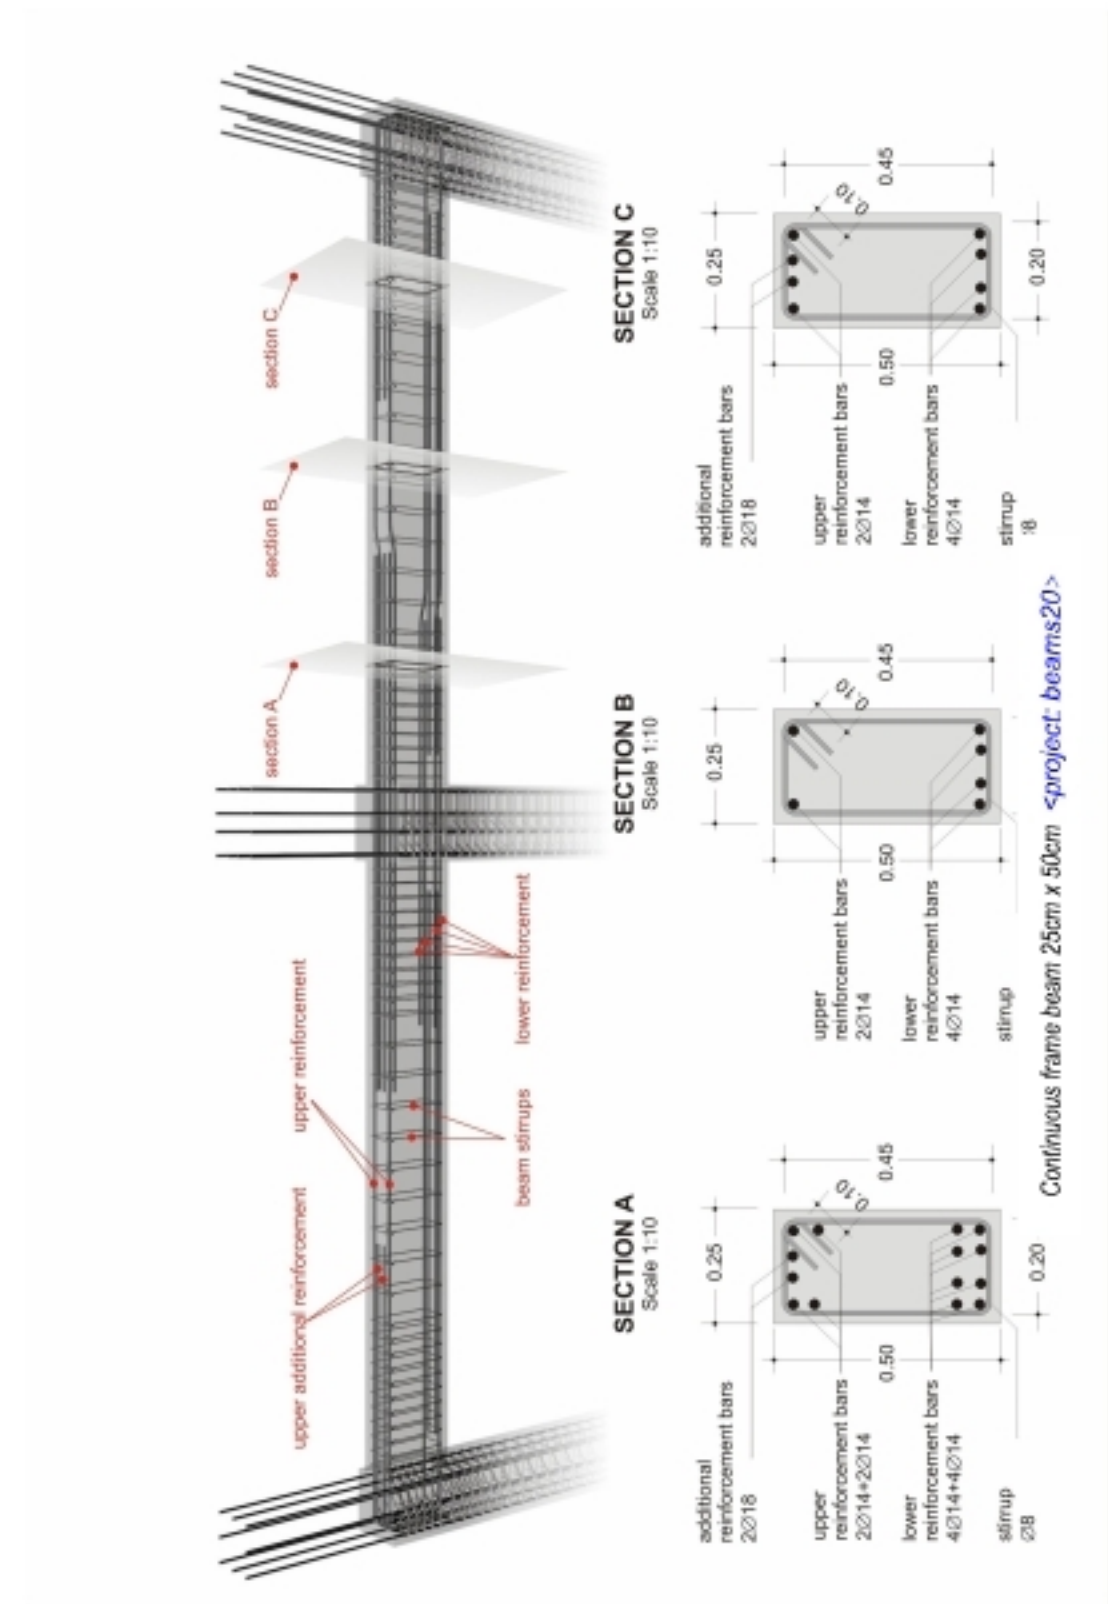 section A
section B
section C
upper additional reinforcement
upper reinforcement
beam stirrups
lower reinforcement
SECTION A
Scale 1:10
0.25
0.10
0.45
0.50
0.20
additional
reinforcement bars
2Ø18
upper
reinforcement bars
2Ø14+2Ø14
lower
reinforcement bars
4Ø14+4Ø14
stirrup
Ø8
SECTION B
Scale 1:10
0.25
0.10
0.45
0.50
upper
reinforcement bars
2Ø14
lower
reinforcement bars
4Ø14
stirrup
SECTION C
Scale 1:10
0.25
0.10
0.45
0.50
0.20
additional
reinforcement bars
2Ø18
upper
reinforcement bars
2Ø14
lower
reinforcement bars
4Ø14
stirrup
8
Continuous frame beam 25cm x 50cm <project: beams20>